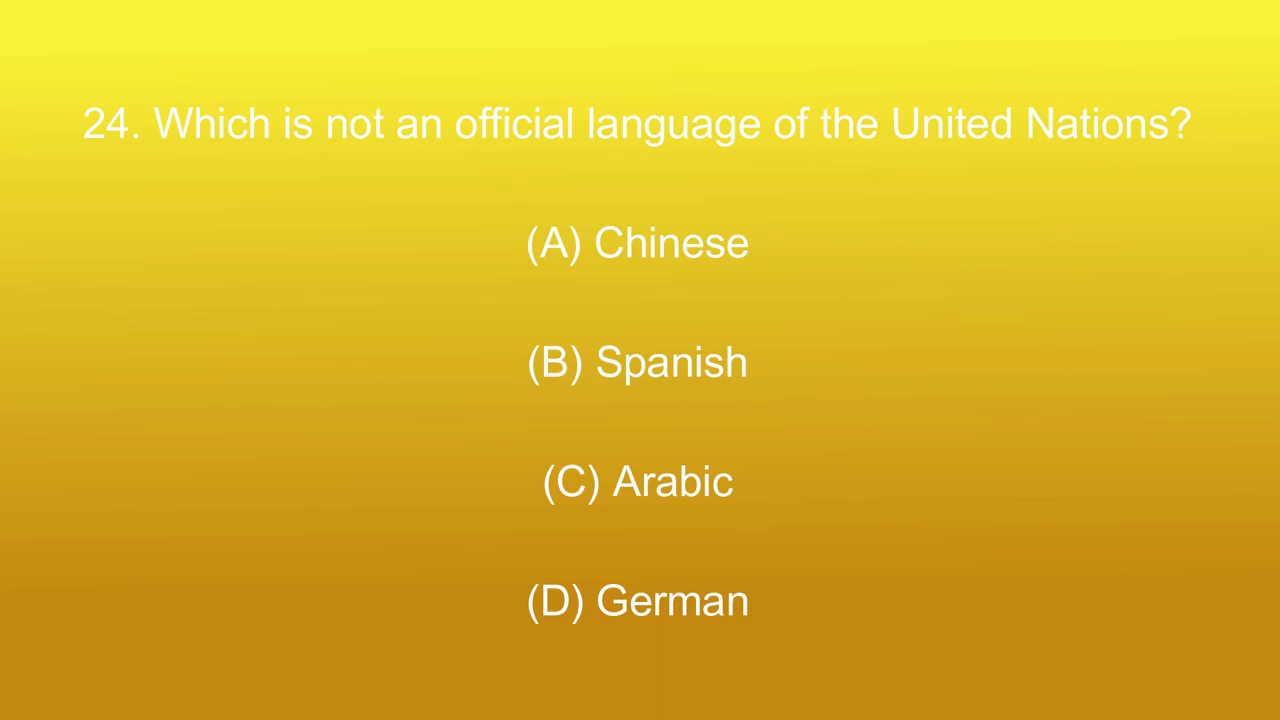 24. Which is not an official language of the United Nations?
(A) Chinese
(B) Spanish
(C) Arabic
(D) German